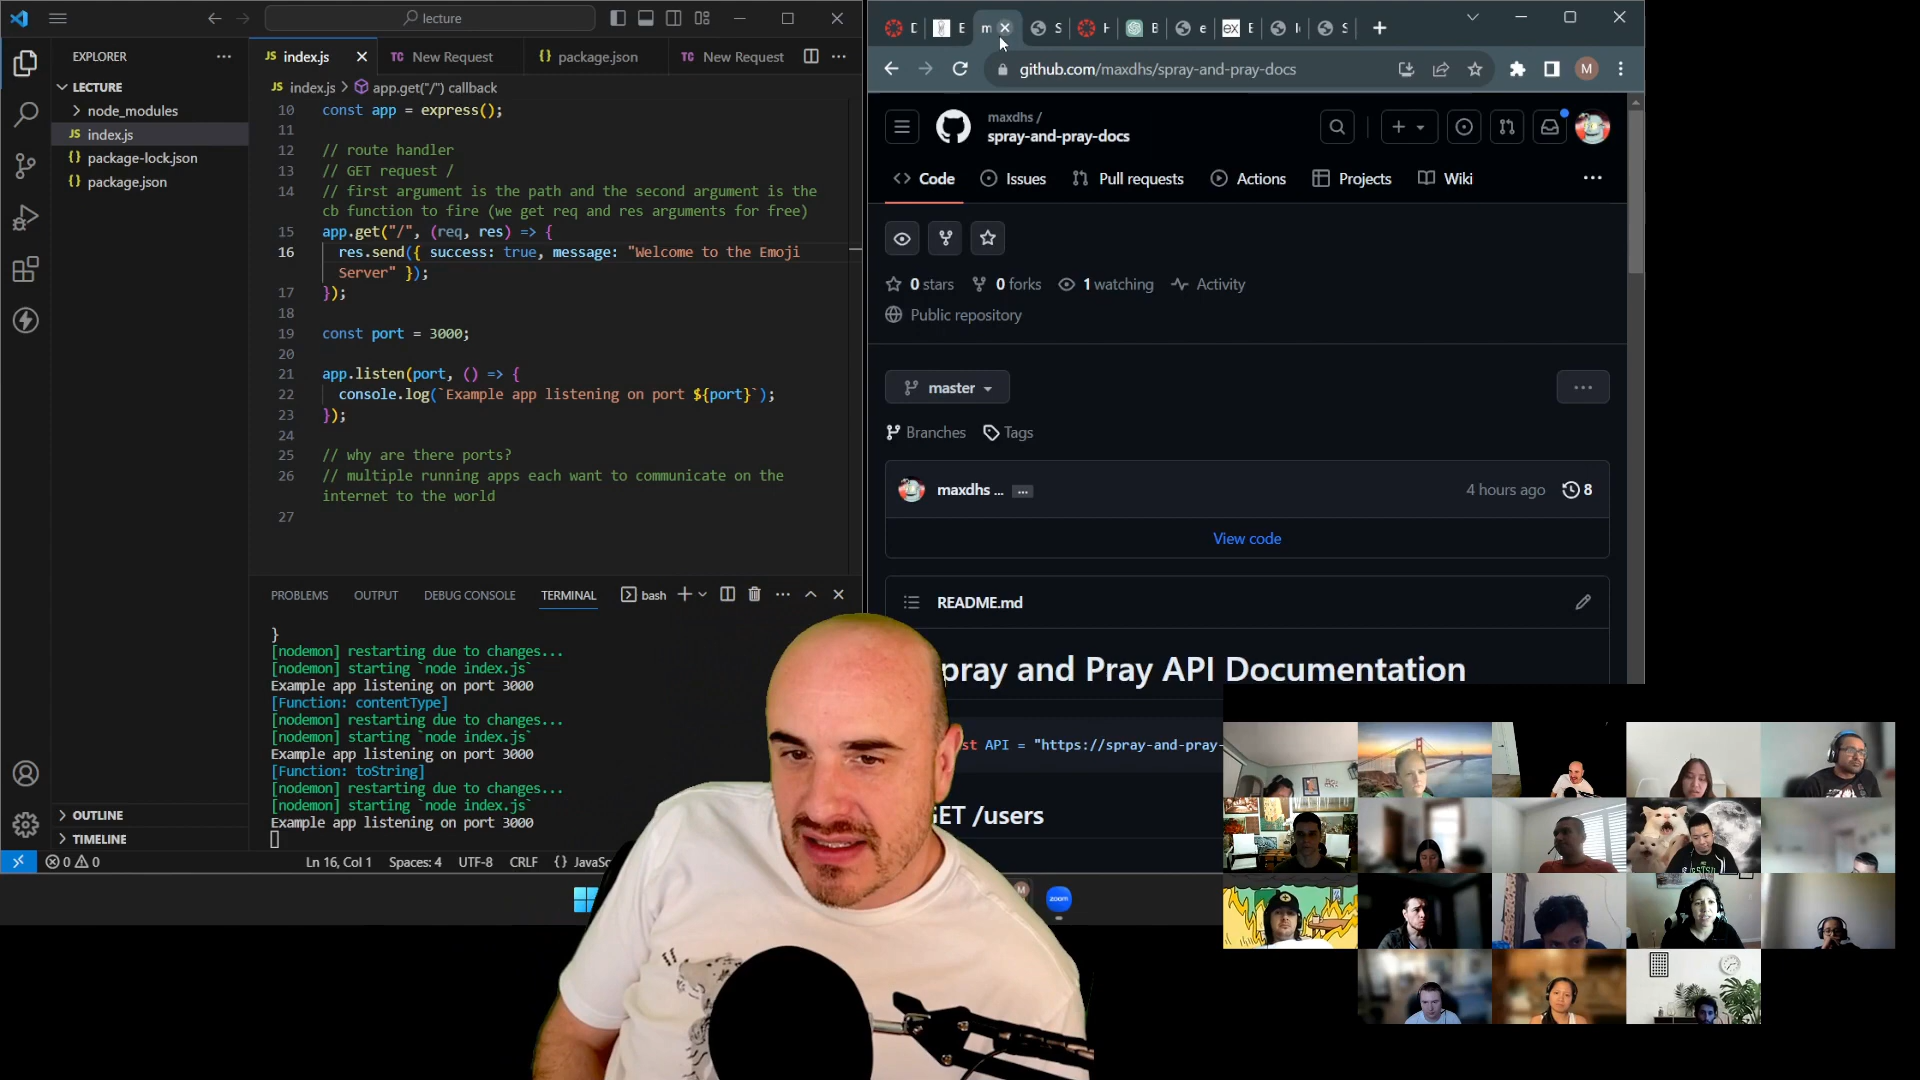 lecture
EXPLORER
LECTURE
node_modules
index.js
package-lock.json
package.json
OUTLINE
TIMELINE
JS index.js
New Request
{} package.json
New Request
JS index.js > app.get("/") callback
10 const app = express();
11
12 // route handler
13 // GET request /
14 // first argument is the path and the second argument is the
cb function to fire (we get req and res arguments for free)
15 app.get("/", (req, res) => {
16 res.send({ success: true, message: "Welcome to the Emoji
Server" });
17 });
18
19 const port = 3000;
20
21 app.listen(port, () => {
22 console.log(`Example app listening on port ${port}`);
23 });
24
25 // why are there ports?
26 // multiple running apps each want to communicate on the
internet to the world
27
PROBLEMS OUTPUT DEBUG CONSOLE TERMINAL bash
}
[nodemon] restarting due to changes...
[nodemon] starting `node index.js`
Example app listening on port 3000
[Function: contentType]
[nodemon] restarting due to changes...
[nodemon] starting `node index.js`
Example app listening on port 3000
[Function: toString]
[nodemon] restarting due to changes...
[nodemon] starting `node index.js`
Example app listening on port 3000
0 0 Ln 16, Col 1 Spaces: 4 UTF-8 CRLF {} JavaSc
github.com/maxdhs/spray-and-pray-docs
M
maxdhs /
spray-and-pray-docs
Code Issues Pull requests Actions Projects Wiki
0 stars 0 forks 1 watching Activity
Public repository
master
Branches Tags
maxdhs ... 4 hours ago 8
View code
README.md
pray and Pray API Documentation
st API = "https://spray-and-pray-
GET /users
zoom